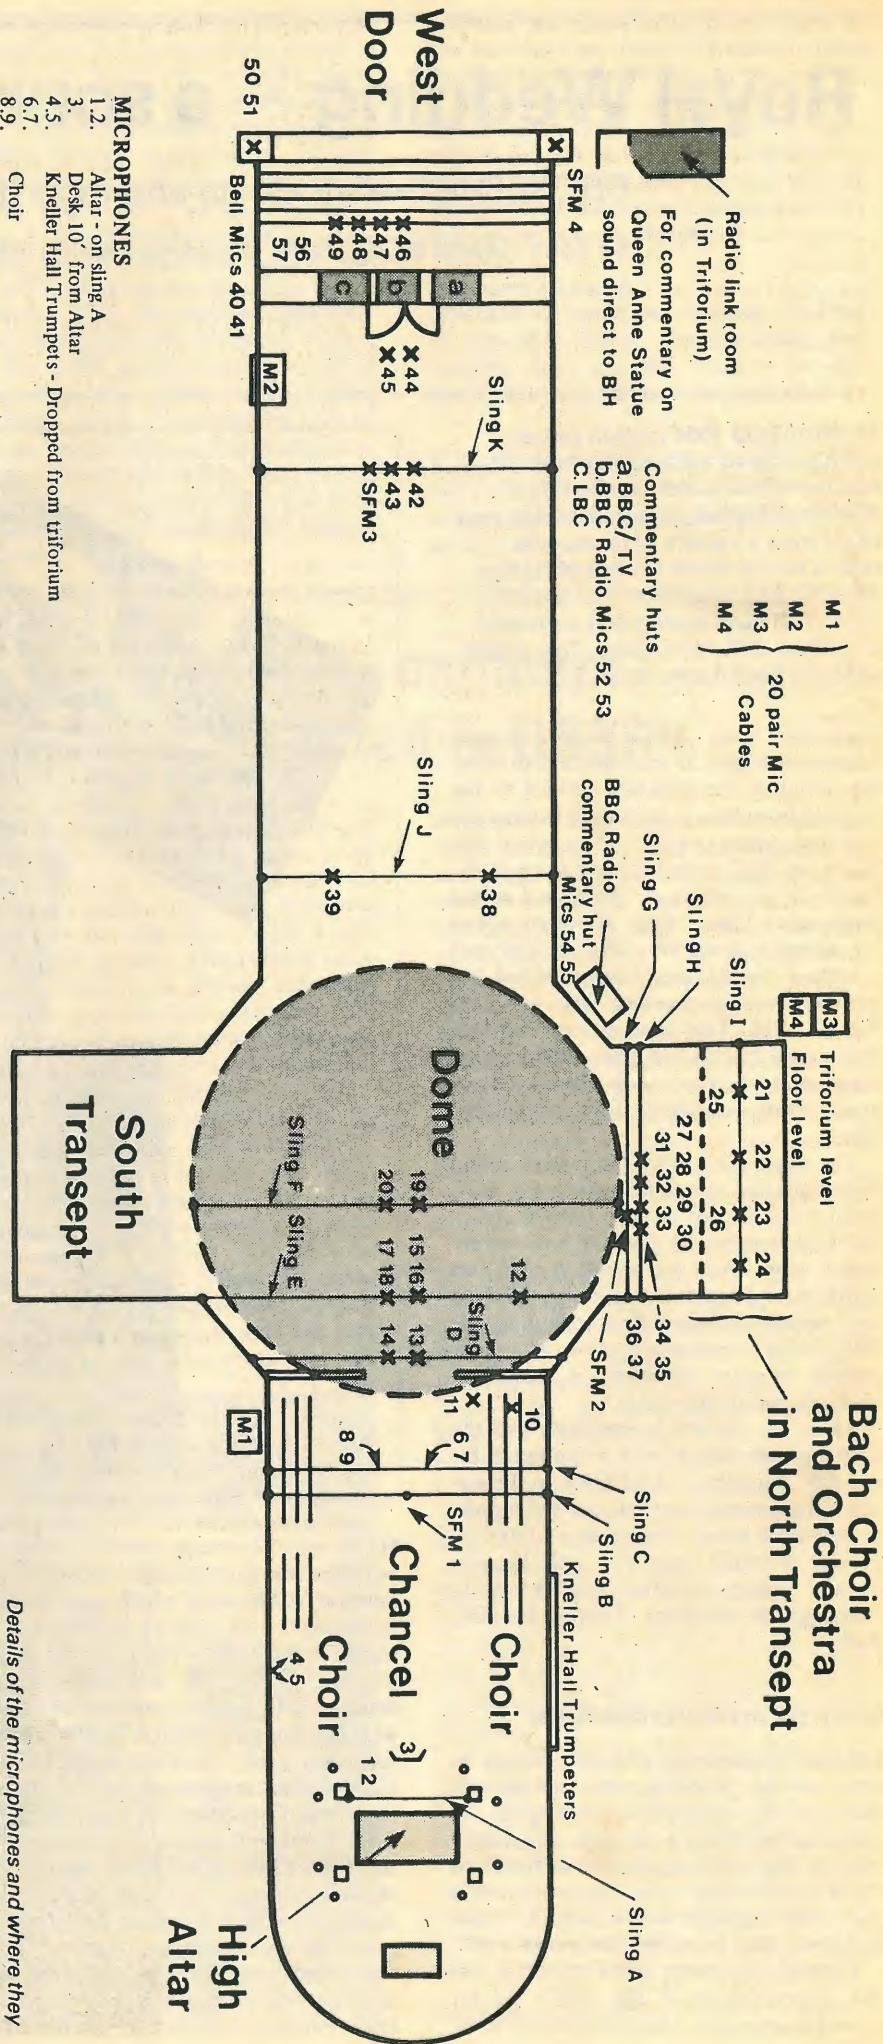 Bach Choir
and Orchestra
in North Transept
M3 Triforium level
M4 Floor level
Radio link room
(in Triforium)
For commentary on
Queen Anne Statue
sound direct to BH
M1
M2
M3
M4
20 pair Mic
Cables
Commentary huts
a.BBC/TV
b.BBC Radio Mics 52 53
c.LBC
BBC Radio
commentary hut
Mics 54 55
Sling G
Sling H
Sling I
21 22 23 24
25 26
27 28 29 30
31 32 33
34 35
36 37
SFM 2
Sling C
Sling B
Kneller Hall Trumpeters
Sling A
West
Door
SFM 4
50 51
Bell Mics 40 41
46
47
48
49
56
57
a
b
c
44
45
M2
Sling K
42
43
SFM3
Sling J
38
39
Dome
Sling F
Sling E
Sling
D
12
19
20
15 16
17 18
13
14
10
11
6 7
8 9
SFM 1
M1
Chancel
Choir
Choir
4 5
3
1 2
High
Altar
South
Transept
MICROPHONES
1.2. Altar - on sling A
3. Desk 10' from Altar
4.5. Kneller Hall Trumpets - Dropped from triforium
6.7.
8.9. Choir
Details of the microphones and where they